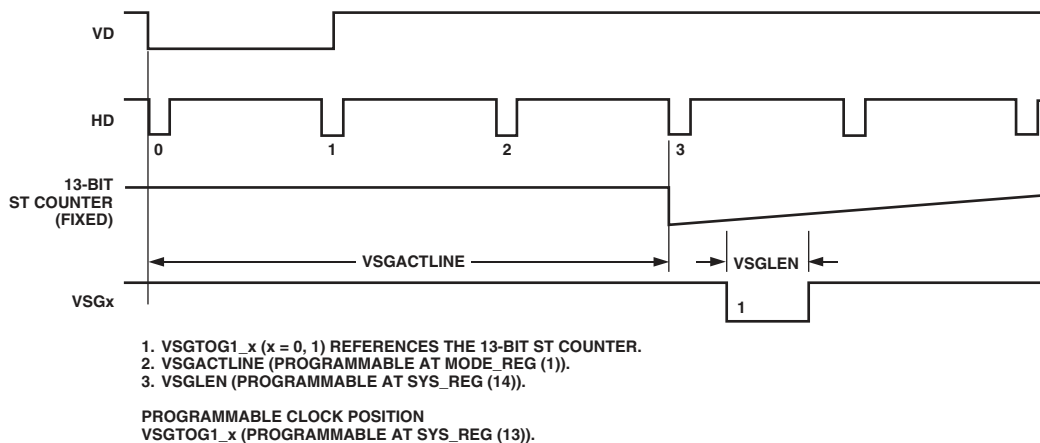 VD
HD
0
1
2
3
13-BIT
ST COUNTER
(FIXED)
VSGACTLINE
VSGLEN
VSGx
1
1. VSGTOG1_x (x = 0, 1) REFERENCES THE 13-BIT ST COUNTER.
2. VSGACTLINE (PROGRAMMABLE AT MODE_REG (1)).
3. VSGLEN (PROGRAMMABLE AT SYS_REG (14)).
PROGRAMMABLE CLOCK POSITION
VSGTOG1_x (PROGRAMMABLE AT SYS_REG (13)).